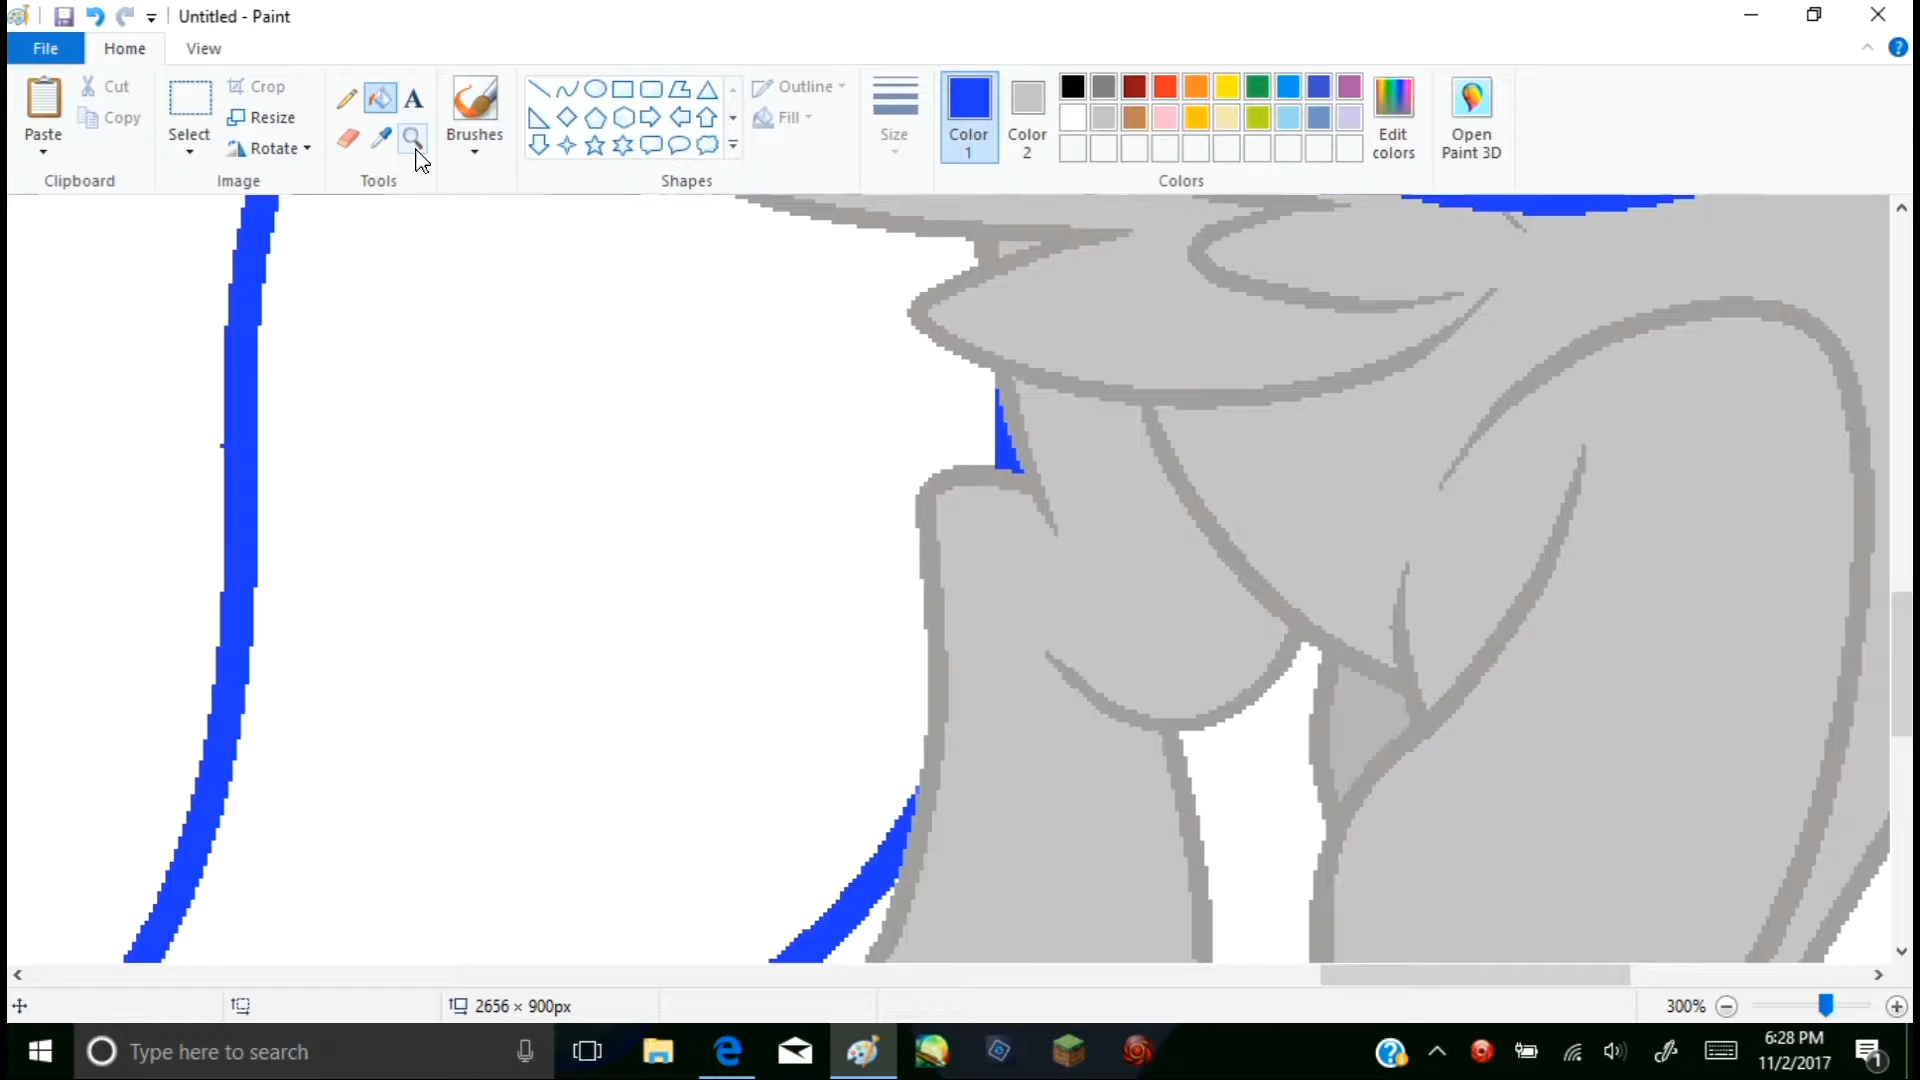 Untitled - Paint
File Home View
Paste
Cut
Copy
Clipboard
Select
Crop
Resize
Rotate
Image
A
Tools
Brushes
Shapes
Outline
Fill
Size
Color 1
Color 2
Edit colors
Colors
Open Paint 3D
2656 × 900px
300%
Type here to search
6:28 PM
11/2/2017
1